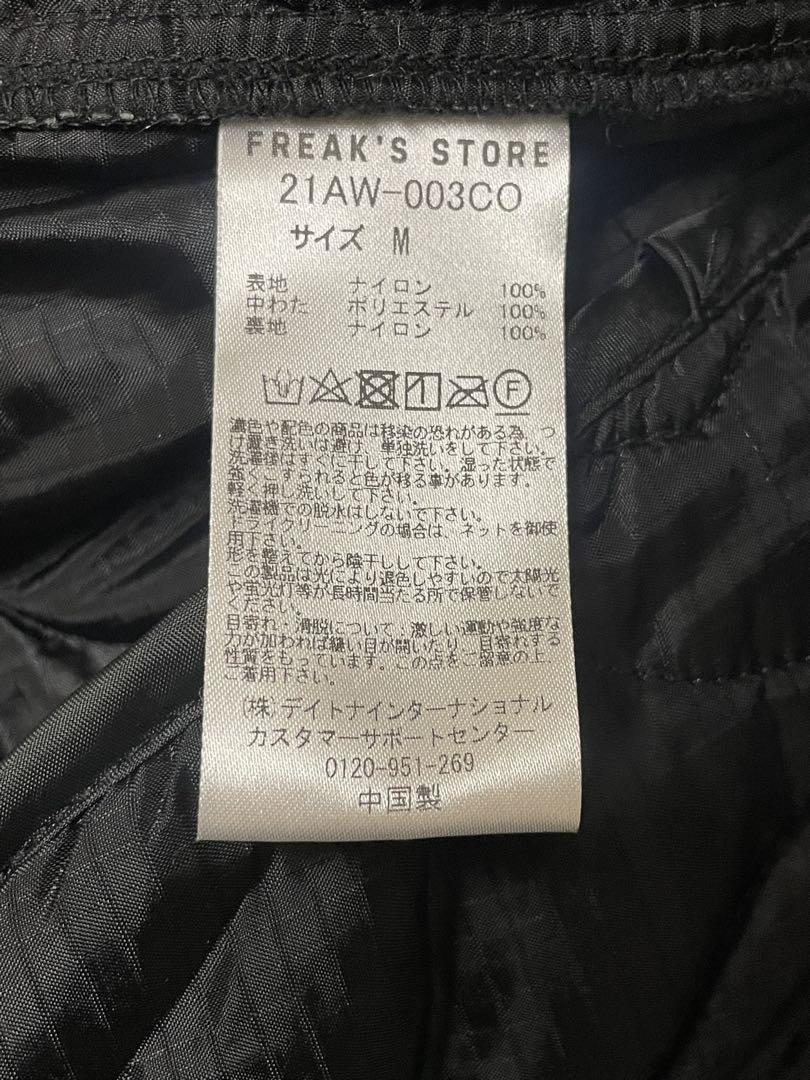 FREAK'S STORE
21AW-003CO
サイズ M
表地 ナイロン 100%
中わた ポリエステル 100%
裏地 ナイロン 100%
F
濃色や配色の商品は移染の恐れがある為、つ
け置き洗いは避け、単独洗いをして下さい。
洗濯後はすぐに干して下さい。湿った状態で
強くこすられると色が移る事があります。
軽く押し洗いして下さい。
洗濯機での脱水はしないで下さい。
ドライクリーニングの場合は、ネットを御使
用下さい。
形を整えてから陰干しして下さい。
この製品は光により退色しやすいので太陽光
や蛍光灯等が長時間当たる所で保管しないで
ください。
目寄れ・滑脱について・激しい運動や強度な
力が加われば縫い目が開いたり、目寄れする
性質をもっています。この点をご留意の上、
ご着用下さい。
(株)デイトナインターナショナル
カスタマーサポートセンター
0120-951-269
中国製